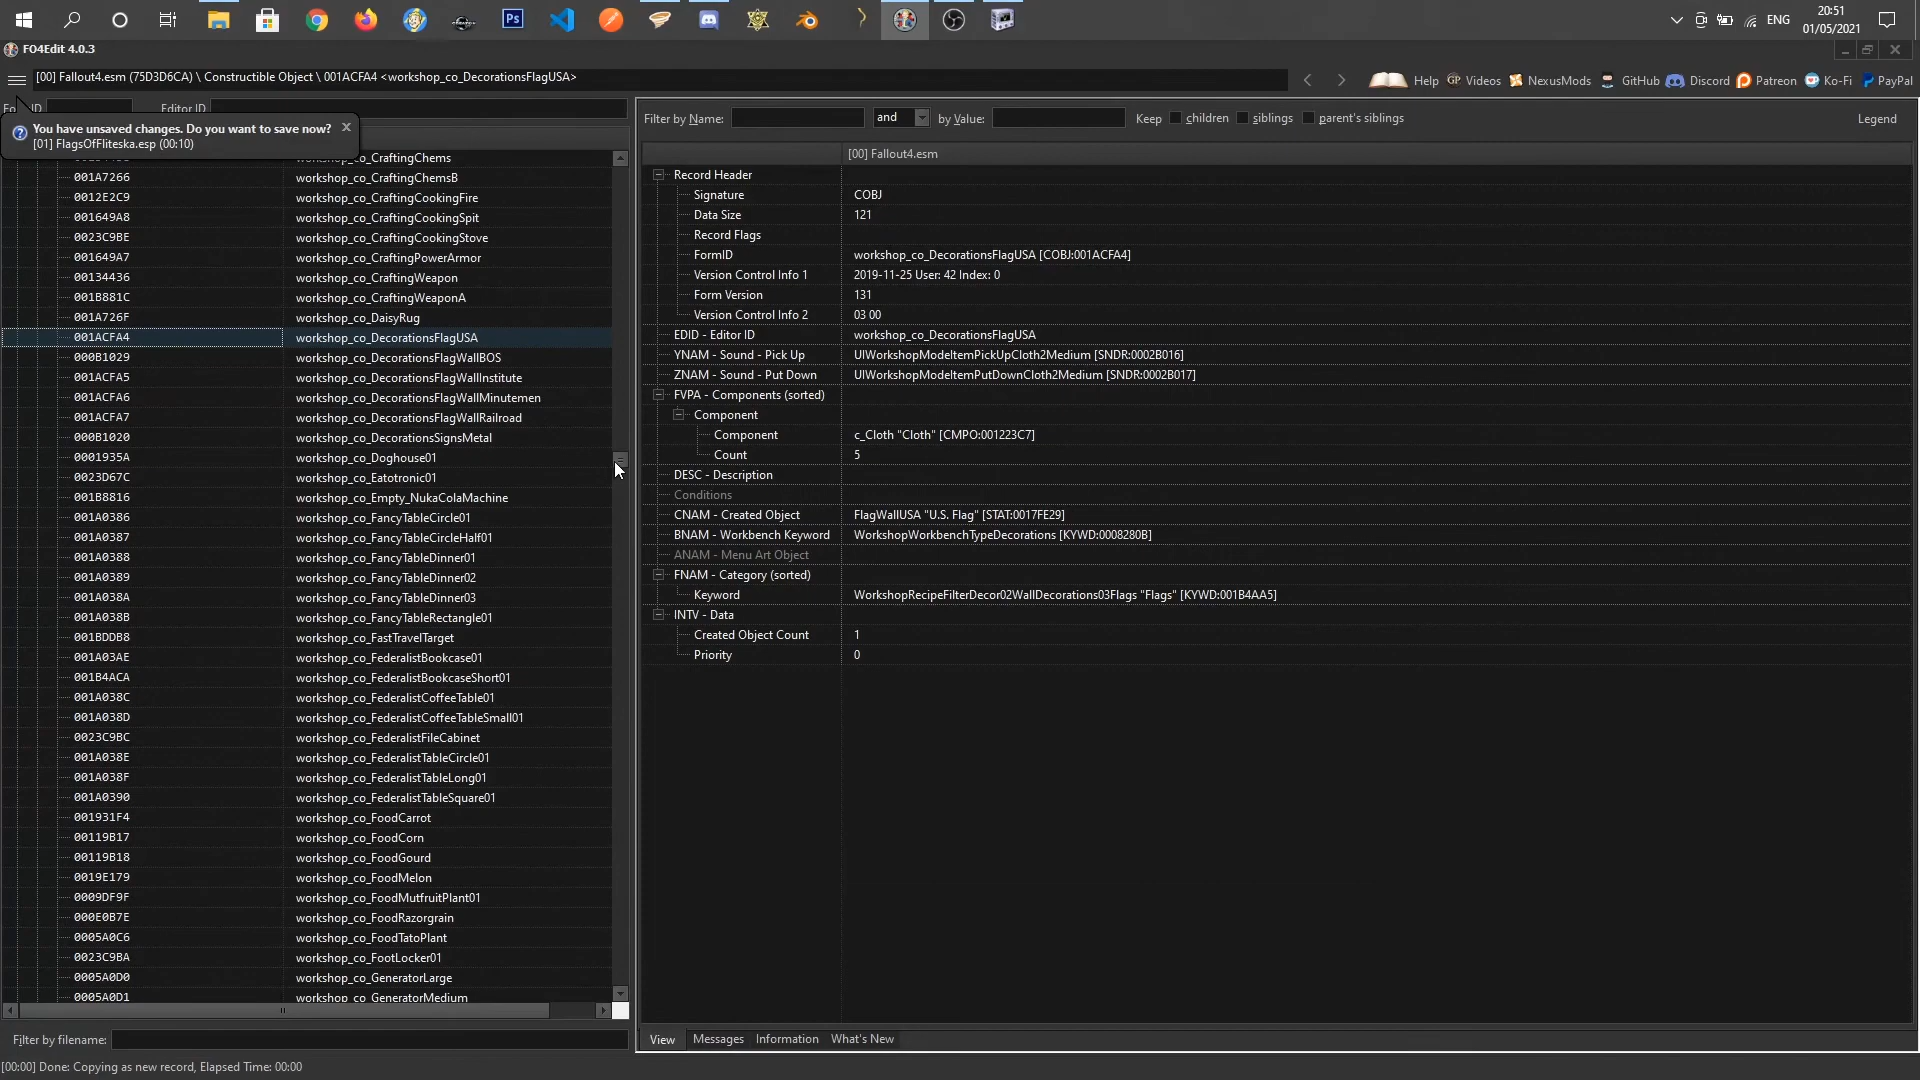 Ps
ENG
20:51
01/05/2021
FO4Edit 4.0.3
[00] Fallout4.esm (75D3D6CA) \ Constructible Object \ 001ACFA4 <workshop_co_DecorationsFlagUSA>
Help
GP Videos
NexusMods
GitHub
Discord
Patreon
Ko-Fi
PayPal
ID
Editor ID
You have unsaved changes. Do you want to save now?
[01] FlagsOfFliteska.esp (00:10)
workshop_co_CraftingChems
001A7266 workshop_co_CraftingChemsB
0012E2C9 workshop_co_CraftingCookingFire
001649A8 workshop_co_CraftingCookingSpit
0023C9BE workshop_co_CraftingCookingStove
001649A7 workshop_co_CraftingPowerArmor
00134436 workshop_co_CraftingWeapon
001B881C workshop_co_CraftingWeaponA
001A726F workshop_co_DaisyRug
001ACFA4 workshop_co_DecorationsFlagUSA
000B1029 workshop_co_DecorationsFlagWallBOS
001ACFA5 workshop_co_DecorationsFlagWallInstitute
001ACFA6 workshop_co_DecorationsFlagWallMinutemen
001ACFA7 workshop_co_DecorationsFlagWallRailroad
000B1020 workshop_co_DecorationsSignsMetal
0001935A workshop_co_Doghouse01
0023D67C workshop_co_Eatotronic01
001B8816 workshop_co_Empty_NukaColaMachine
001A0386 workshop_co_FancyTableCircle01
001A0387 workshop_co_FancyTableCircleHalf01
001A0388 workshop_co_FancyTableDinner01
001A0389 workshop_co_FancyTableDinner02
001A038A workshop_co_FancyTableDinner03
001A038B workshop_co_FancyTableRectangle01
001BDDB8 workshop_co_FastTravelTarget
001A03AE workshop_co_FederalistBookcase01
001B4ACA workshop_co_FederalistBookcaseShort01
001A038C workshop_co_FederalistCoffeeTable01
001A038D workshop_co_FederalistCoffeeTableSmall01
0023C9BC workshop_co_FederalistFileCabinet
001A038E workshop_co_FederalistTableCircle01
001A038F workshop_co_FederalistTableLong01
001A0390 workshop_co_FederalistTableSquare01
001931F4 workshop_co_FoodCarrot
00119B17 workshop_co_FoodCorn
00119B18 workshop_co_FoodGourd
0019E179 workshop_co_FoodMelon
0009DF9F workshop_co_FoodMutfruitPlant01
000E0B7E workshop_co_FoodRazorgrain
0005A0C6 workshop_co_FoodTatoPlant
0023C9BA workshop_co_FootLocker01
0005A0D0 workshop_co_GeneratorLarge
0005A0D1 workshop_co_GeneratorMedium
Filter by filename:
[00:00] Done: Copying as new record, Elapsed Time: 00:00
Filter by Name: and by Value: Keep children siblings parent's siblings Legend
[00] Fallout4.esm
Record Header
Signature COBJ
Data Size 121
Record Flags
FormID workshop_co_DecorationsFlagUSA [COBJ:001ACFA4]
Version Control Info 1 2019-11-25 User: 42 Index: 0
Form Version 131
Version Control Info 2 03 00
EDID - Editor ID workshop_co_DecorationsFlagUSA
YNAM - Sound - Pick Up UIWorkshopModeItemPickUpCloth2Medium [SNDR:0002B016]
ZNAM - Sound - Put Down UIWorkshopModeItemPutDownCloth2Medium [SNDR:0002B017]
FVPA - Components (sorted)
Component
Component c_Cloth "Cloth" [CMPO:001223C7]
Count 5
DESC - Description
Conditions
CNAM - Created Object FlagWallUSA "U.S. Flag" [STAT:0017FE29]
BNAM - Workbench Keyword WorkshopWorkbenchTypeDecorations [KYWD:0008280B]
ANAM - Menu Art Object
FNAM - Category (sorted)
Keyword WorkshopRecipeFilterDecor02WallDecorations03Flags "Flags" [KYWD:001B4AA5]
INTV - Data
Created Object Count 1
Priority 0
View Messages Information What's New